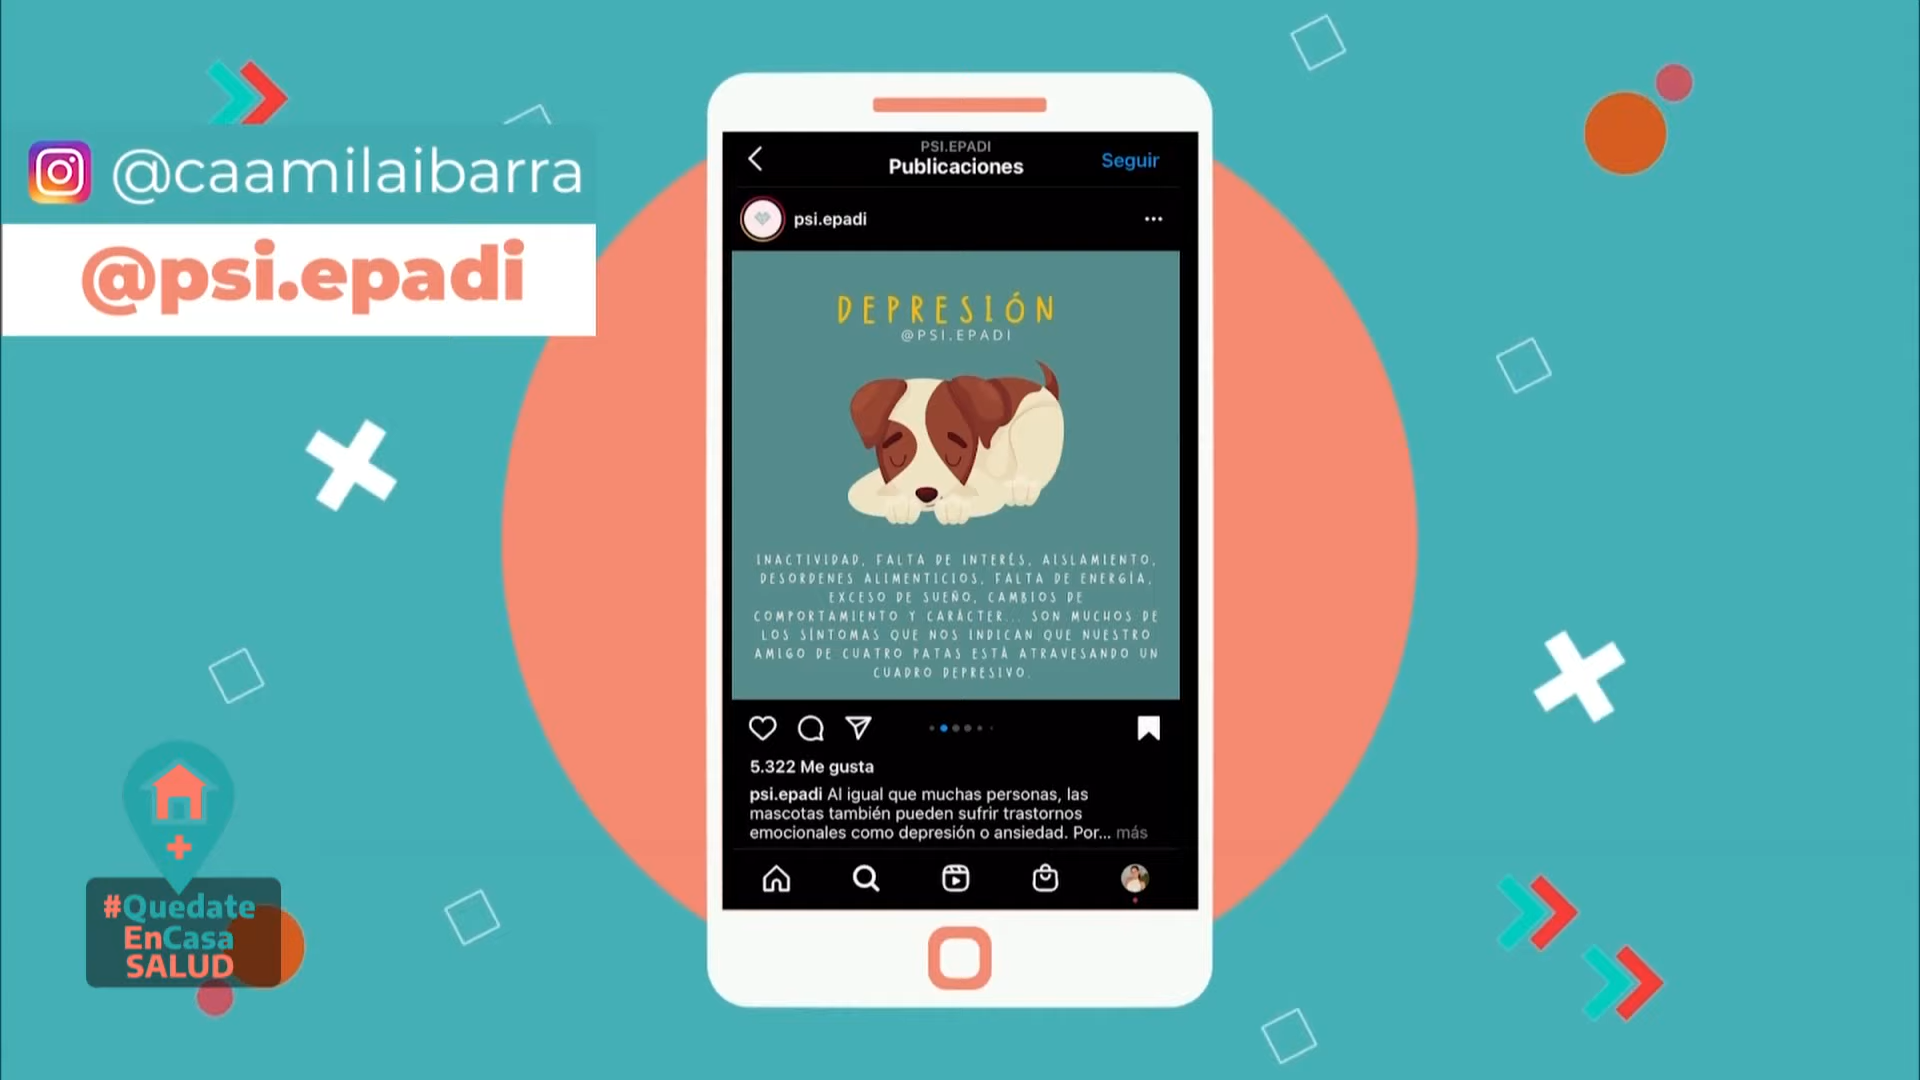 @caamilaibarra
@psi.epadi
PSI.EPADI
Publicaciones
Seguir
psi.epadi
DEPRESIÓN
@PSI.EPADI
INACTIVIDAD, FALTA DE INTERÉS, AISLAMIENTO,
DESORDENES ALIMENTICIOS, FALTA DE ENERGÍA,
EXCESO DE SUEÑO, CAMBIOS DE
COMPORTAMIENTO Y CARÁCTER... SON MUCHOS DE
LOS SÍNTOMAS QUE NOS INDICAN QUE NUESTRO
AMIGO DE CUATRO PATAS ESTÁ ATRAVESANDO UN
CUADRO DEPRESIVO.
5.322 Me gusta
psi.epadi Al igual que muchas personas, las
mascotas también pueden sufrir trastornos
emocionales como depresión o ansiedad. Por... más
#Quedate
EnCasa
SALUD